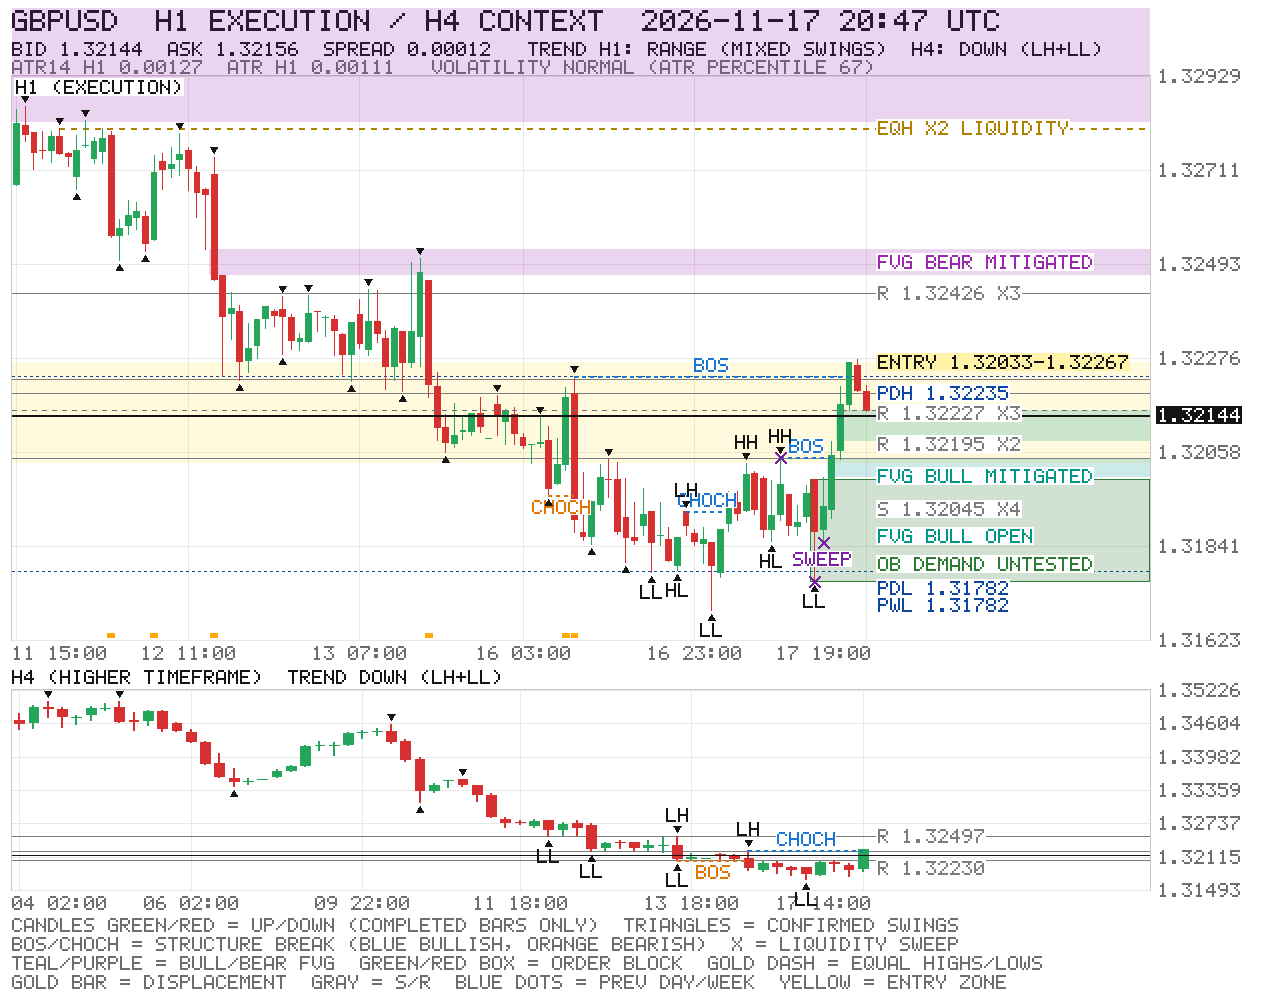 GBPUSD  H1 EXECUTION / H4 CONTEXT  2026-11-17 20:47 UTC
BID 1.32144  ASK 1.32156  SPREAD 0.00012   TREND H1: RANGE (MIXED SWINGS)  H4: DOWN (LH+LL)
ATR14 H1 0.00127  ATR H1 0.00111   VOLATILITY NORMAL (ATR PERCENTILE 67)
1.32929
H1 (EXECUTION)
EQH X2 LIQUIDITY
1.32711
FVG BEAR MITIGATED
1.32493
R 1.32426 X3
BOS
ENTRY 1.32033-1.32267
1.32276
PDH 1.32235
R 1.32227 X3
1.32144
HH
HH
BOS
R 1.32195 X2
1.32058
FVG BULL MITIGATED
LH
CHOCH
CHOCH
S 1.32045 X4
FVG BULL OPEN
1.31841
SWEEP
HL
OB DEMAND UNTESTED
LL
HL
PDL 1.31782
PWL 1.31782
LL
LL
1.31623
11 15:00
12 11:00
13 07:00
16 03:00
16 23:00
17 19:00
H4 (HIGHER TIMEFRAME)  TREND DOWN (LH+LL)
1.35226
1.34604
1.33982
1.33359
1.32737
LH
LH
CHOCH
R 1.32497
LL
1.32115
LL
BOS
R 1.32230
LL
1.31493
LL
04 02:00
06 02:00
09 22:00
11 18:00
13 18:00
17 14:00
CANDLES GREEN/RED = UP/DOWN (COMPLETED BARS ONLY)  TRIANGLES = CONFIRMED SWINGS
BOS/CHOCH = STRUCTURE BREAK (BLUE BULLISH, ORANGE BEARISH)  X = LIQUIDITY SWEEP
TEAL/PURPLE = BULL/BEAR FVG  GREEN/RED BOX = ORDER BLOCK  GOLD DASH = EQUAL HIGHS/LOWS
GOLD BAR = DISPLACEMENT  GRAY = S/R  BLUE DOTS = PREV DAY/WEEK  YELLOW = ENTRY ZONE